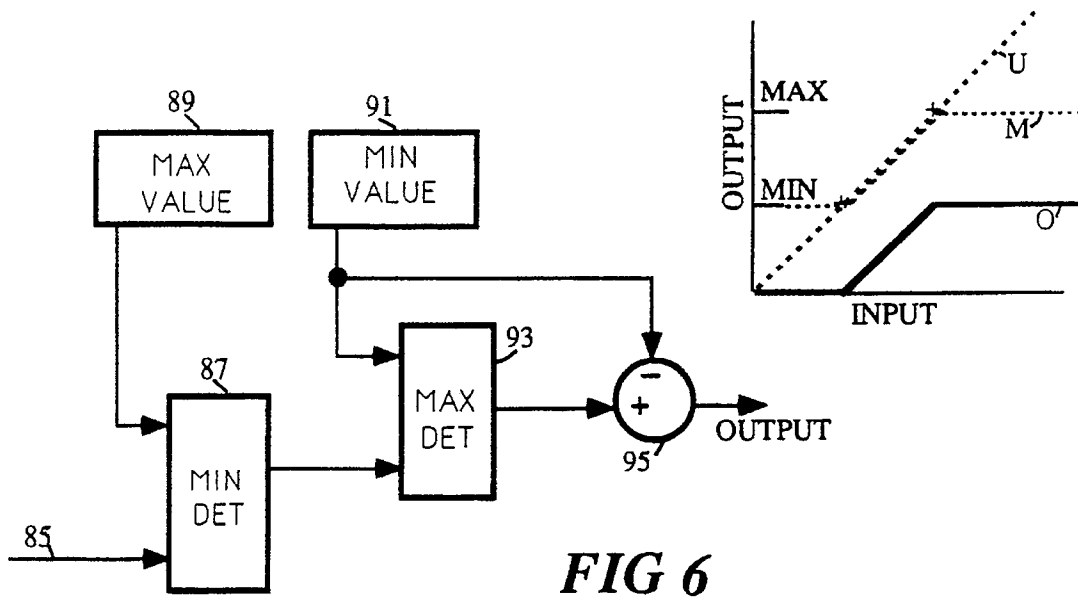 89
MAX
VALUE
91
MIN
VALUE
OUTPUT
MAX
MIN
U
M
O
INPUT
87
MIN
DET
93
MAX
DET
−
+
95
OUTPUT
85
FIG 6